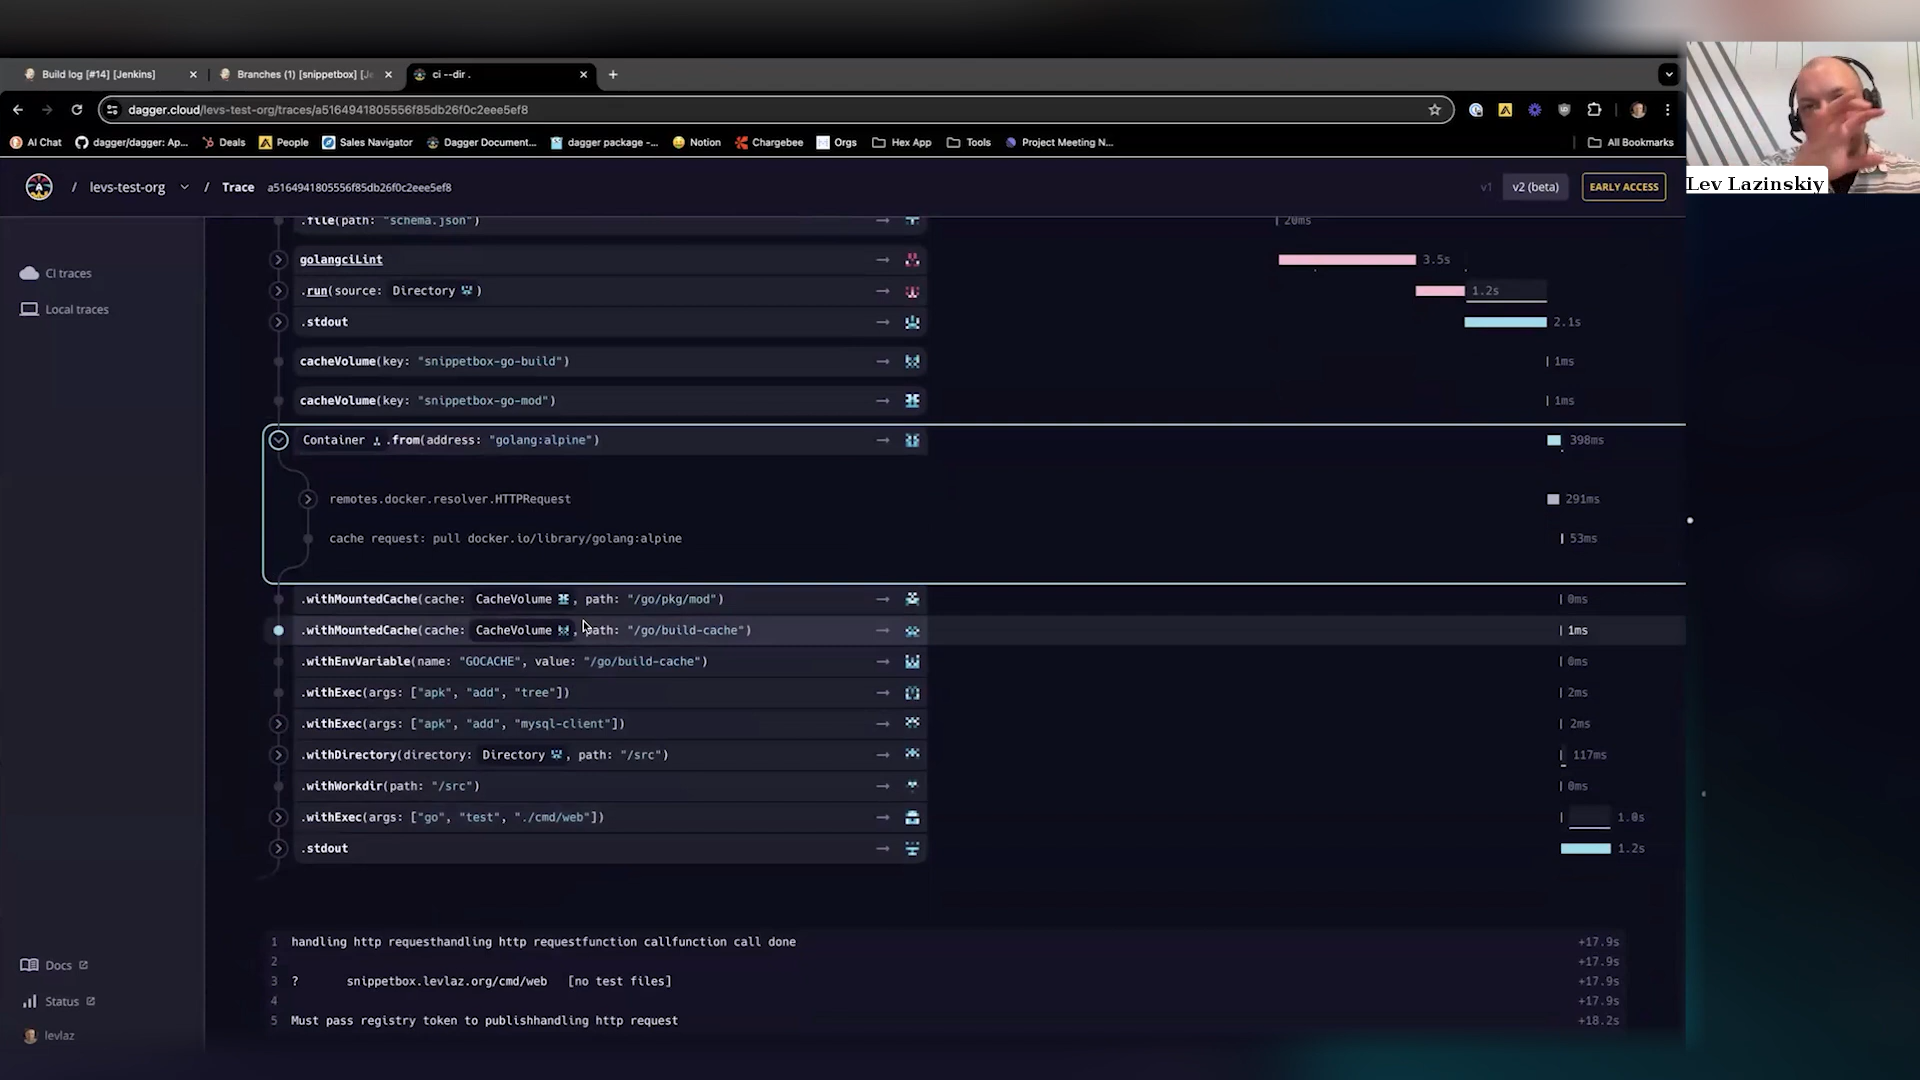 Build log [#14] [Jenkins]
Branches (1) [snippetbox] [Je
ci --dir .
dagger.cloud/levs-test-org/traces/a5164941805556f85db26f0c2eee5ef8
AI Chat
dagger/dagger: Ap...
Deals
People
Sales Navigator
Dagger Document...
dagger package -...
Notion
Chargebee
Orgs
Hex App
Tools
Project Meeting N...
All Bookmarks
Lev Lazinskiy
/ levs-test-org / Trace a5164941805556f85db26f0c2eee5ef8
v1 v2 (beta) EARLY ACCESS
CI traces
Local traces
.file(path: "schema.json") → 20ms
golangciLint → 3.5s
.run(source: Directory ) → 1.2s
.stdout → 2.1s
cacheVolume(key: "snippetbox-go-build") → 1ms
cacheVolume(key: "snippetbox-go-mod") → 1ms
Container .from(address: "golang:alpine") → 398ms
remotes.docker.resolver.HTTPRequest 291ms
cache request: pull docker.io/library/golang:alpine 53ms
.withMountedCache(cache: CacheVolume , path: "/go/pkg/mod") → 0ms
.withMountedCache(cache: CacheVolume , path: "/go/build-cache") → 1ms
.withEnvVariable(name: "GOCACHE", value: "/go/build-cache") → 0ms
.withExec(args: ["apk", "add", "tree"]) → 2ms
.withExec(args: ["apk", "add", "mysql-client"]) → 2ms
.withDirectory(directory: Directory , path: "/src") → 117ms
.withWorkdir(path: "/src") → 0ms
.withExec(args: ["go", "test", "./cmd/web"]) → 1.0s
.stdout → 1.2s
1 handling http requesthandling http requestfunction callfunction call done +17.9s
2 +17.9s
3 ? snippetbox.levlaz.org/cmd/web [no test files] +17.9s
4 +17.9s
5 Must pass registry token to publishhandling http request +18.2s
Docs
Status
levlaz